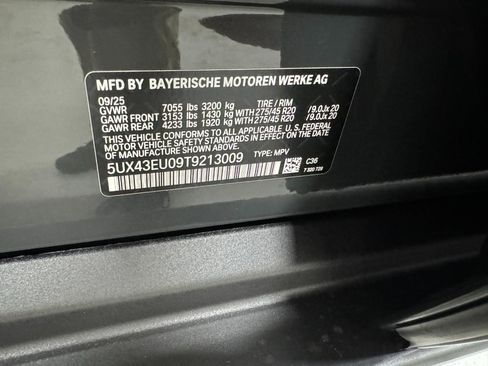 MFD BY BAYERISCHE MOTOREN WERKE AG
09/25
GVWR 7055 lbs 3200 kg TIRE / RIM
GAWR FRONT 3153 lbs 1430 kg WITH 275/45 R20 /9.0Jx 20
GAWR REAR 4233 lbs 1920 kg WITH 275/45 R20 /9.0Jx 20
THIS VEHICLE CONFORMS TO ALL APPLICABLE U.S. FEDERAL
MOTOR VEHICLE SAFETY STANDARDS IN EFFECT ON THE
DATE OF MANUFACTURE SHOWN ABOVE.
5UX43EU09T9213009 TYPE: MPV
C36